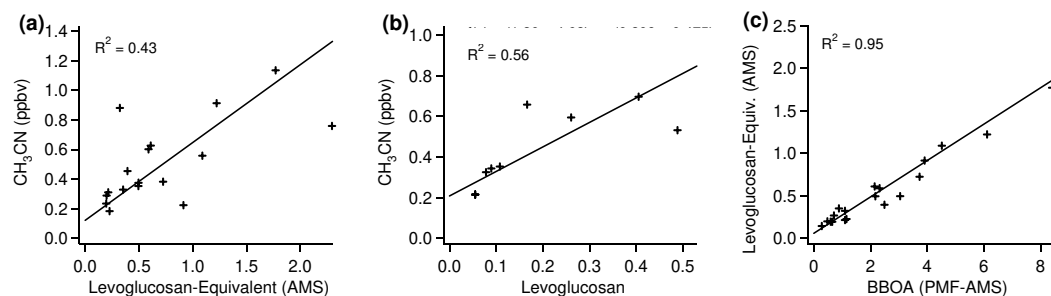 (a)
1.4
1.2
1.0
0.8
0.6
0.4
0.2
0.0
CH3CN (ppbv)
R2 = 0.43
0.0 0.5 1.0 1.5 2.0
Levoglucosan-Equivalent (AMS)
(b)
1.0
0.8
0.6
0.4
0.2
0.0
CH3CN (ppbv)
R2 = 0.56
0.0 0.1 0.2 0.3 0.4 0.5
Levoglucosan
(c)
2.5
2.0
1.5
1.0
0.5
0.0
Levoglucosan-Equiv. (AMS)
R2 = 0.95
0 2 4 6 8
BBOA (PMF-AMS)